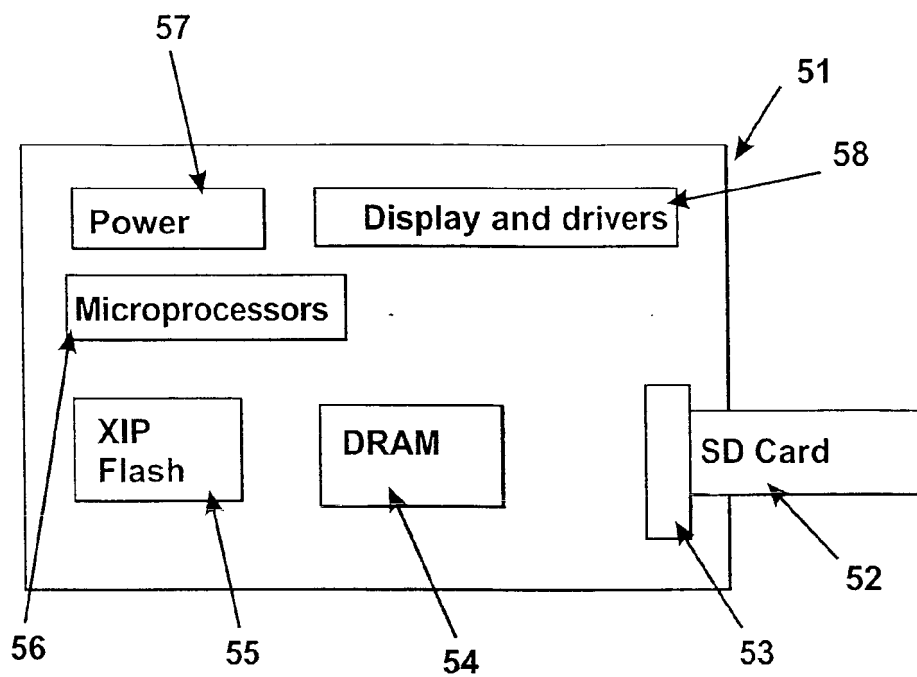 57
51
58
Power
Display and drivers
Microprocessors
XIP
Flash
DRAM
SD Card
52
56
55
54
53